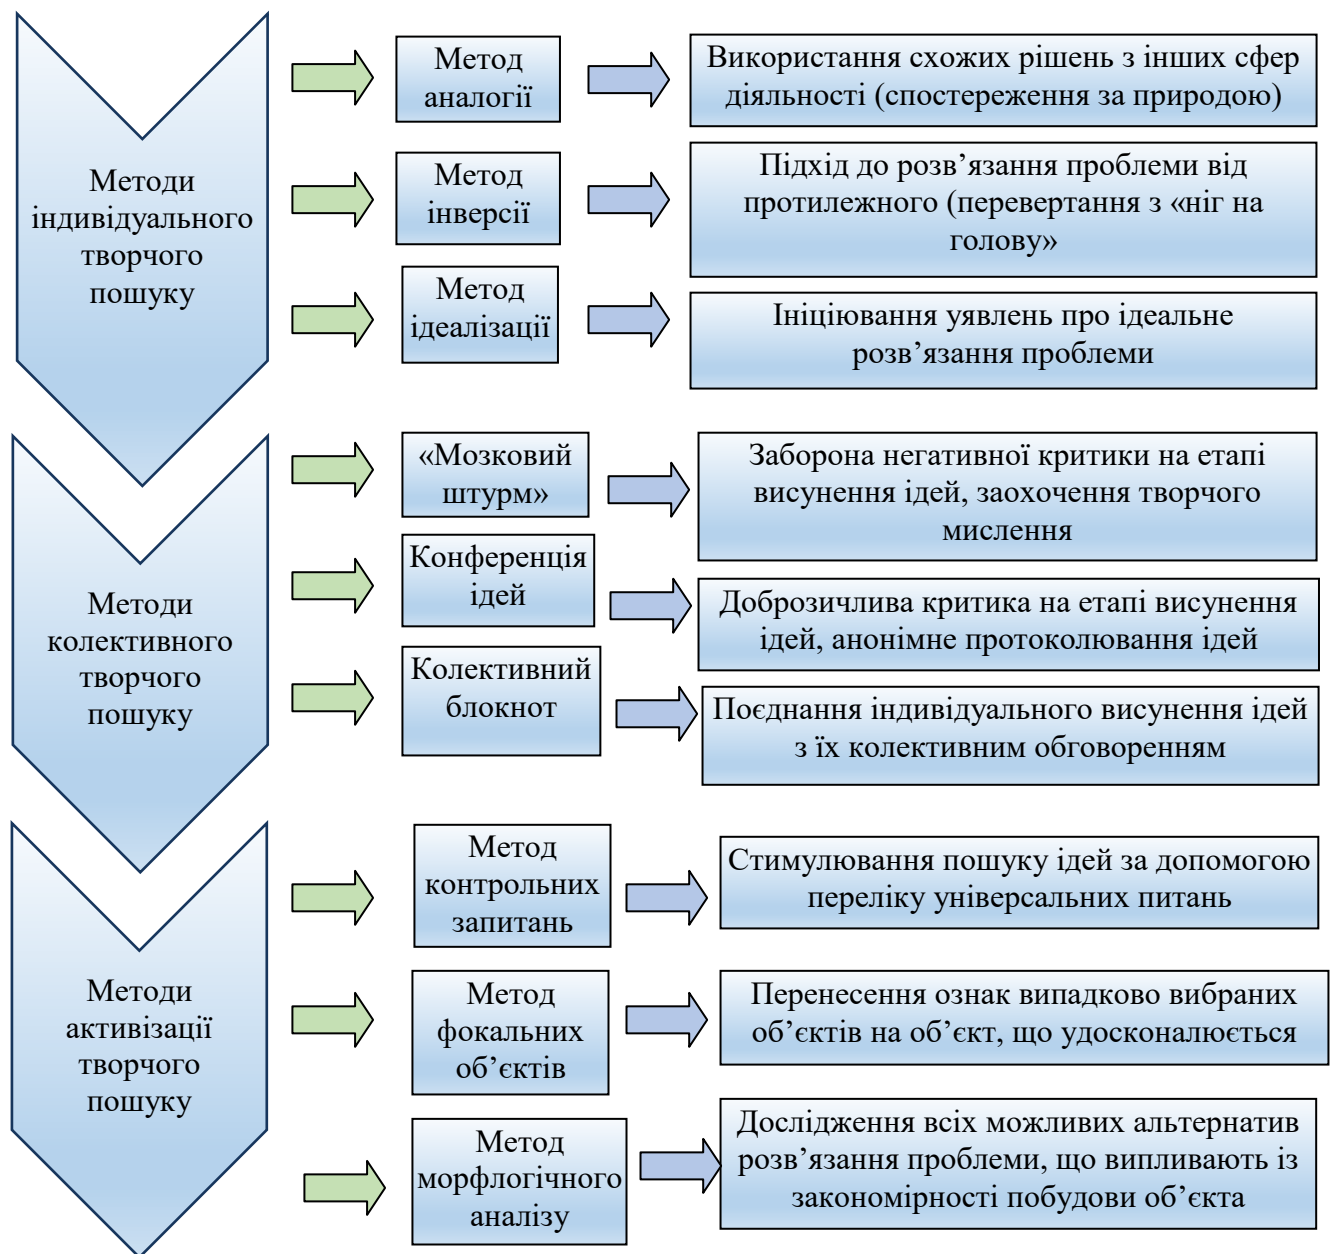 Методи
індивідуального
творчого
пошуку
Метод
аналогії
Використання схожих рішень з інших сфер
діяльності (спостереження за природою)
Метод
інверсії
Підхід до розв’язання проблеми від
протилежного (перевертання з «ніг на
голову»
Метод
ідеалізації
Ініціювання уявлень про ідеальне
розв’язання проблеми
Методи
колективного
творчого
пошуку
«Мозковий
штурм»
Заборона негативної критики на етапі
висунення ідей, заохочення творчого
мислення
Конференція
ідей
Доброзичлива критика на етапі висунення
ідей, анонімне протоколювання ідей
Колективний
блокнот
Поєднання індивідуального висунення ідей
з їх колективним обговоренням
Методи
активізації
творчого
пошуку
Метод
контрольних
запитань
Стимулювання пошуку ідей за допомогою
переліку універсальних питань
Метод
фокальних
об’єктів
Перенесення ознак випадково вибраних
об’єктів на об’єкт, що удосконалюється
Метод
морфлогічного
аналізу
Дослідження всіх можливих альтернатив
розв’язання проблеми, що випливають із
закономірності побудови об’єкта